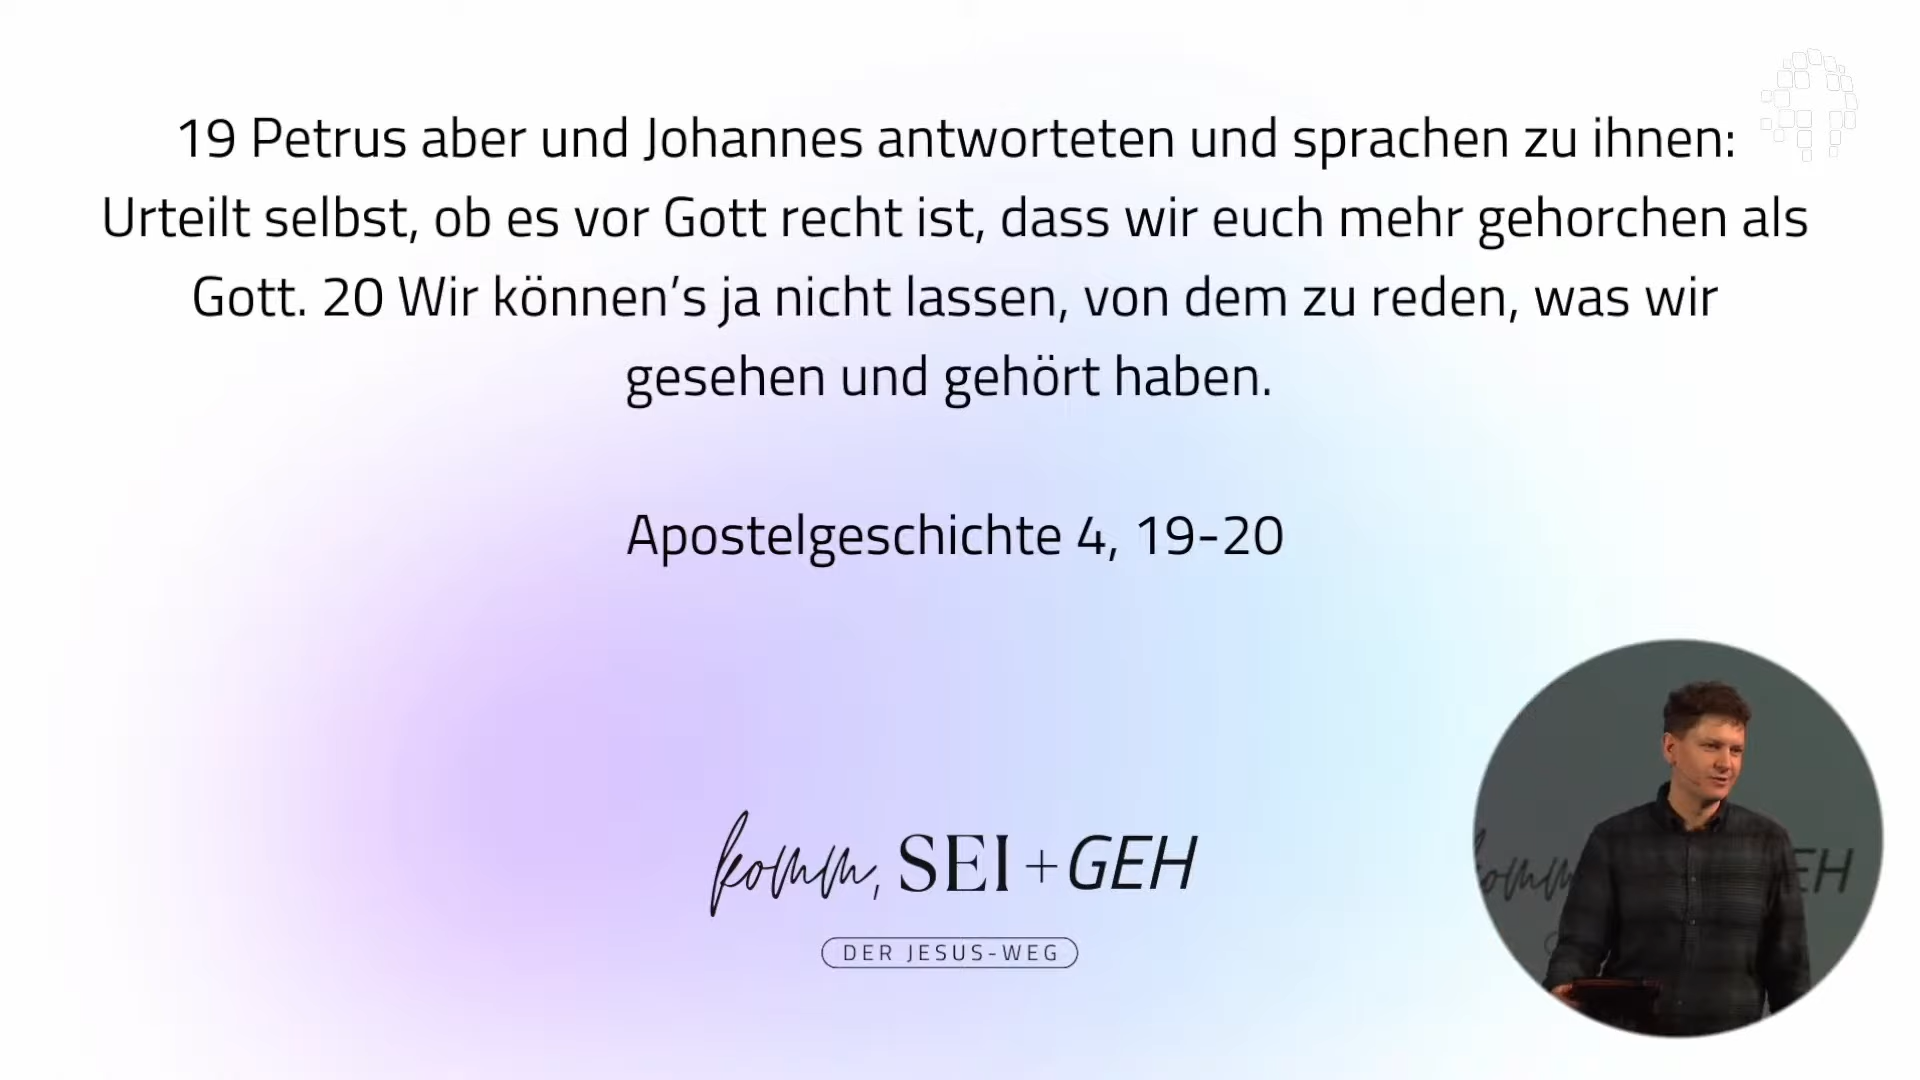 19 Petrus aber und Johannes antworteten und sprachen zu ihnen:
Urteilt selbst, ob es vor Gott recht ist, dass wir euch mehr gehorchen als
Gott. 20 Wir können’s ja nicht lassen, von dem zu reden, was wir
gesehen und gehört haben.
Apostelgeschichte 4, 19-20
komm, SEI + GEH
DER JESUS-WEG
komm GEH